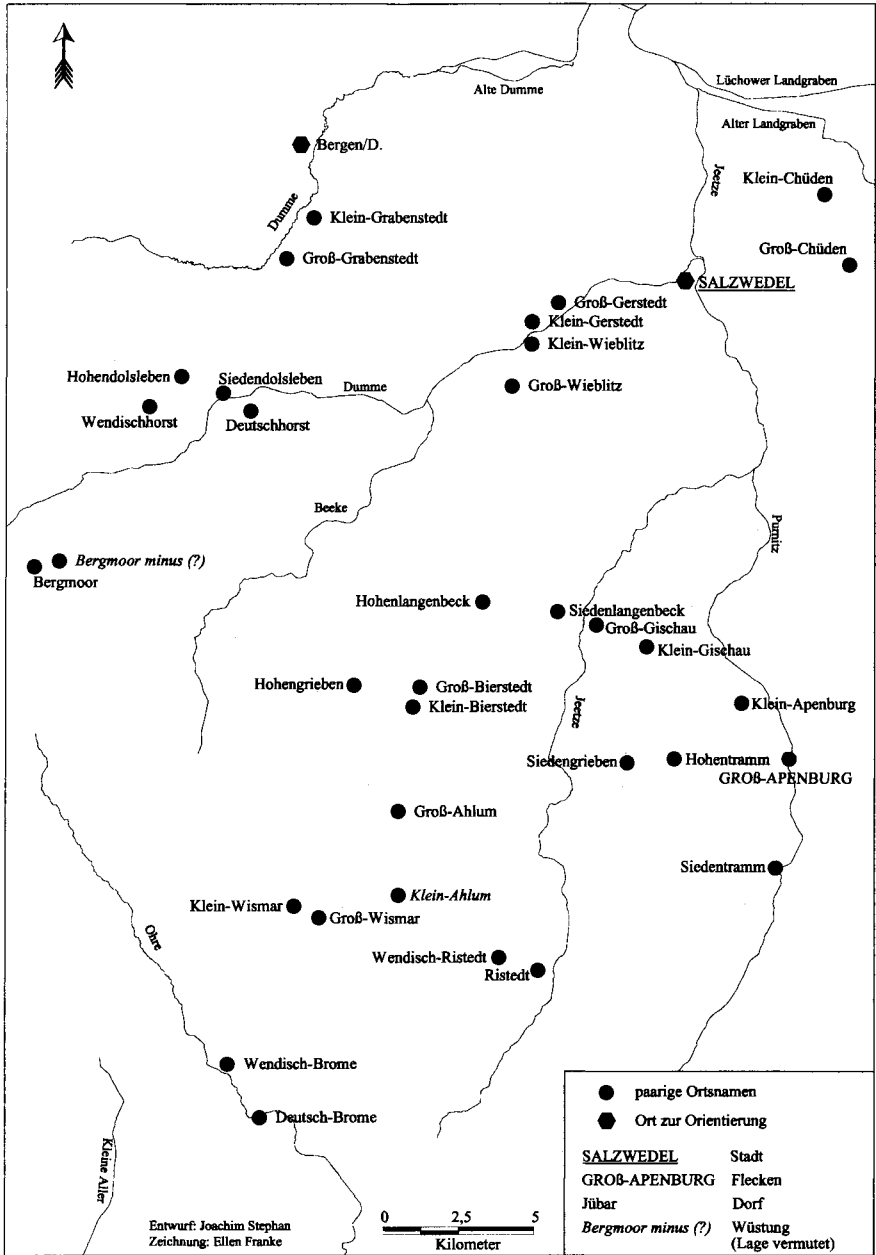 Alte Dumme
Lüchower Landgraben
Alter Landgraben
Bergen/D.
Jeetze
Klein-Chüden
Dumme
Klein-Grabenstedt
Groß-Chüden
Groß-Grabenstedt
SALZWEDEL
Groß-Gerstedt
Klein-Gerstedt
Klein-Wieblitz
Hohendolsleben
Siedendolsleben
Dumme
Groß-Wieblitz
Wendischhorst
Deutschhorst
Beeke
Purnitz
Bergmoor minus (?)
Bergmoor
Hohenlangenbeck
Siedenlangenbeck
Groß-Gischau
Klein-Gischau
Hohengrieben
Groß-Bierstedt
Klein-Bierstedt
Jeetze
Klein-Apenburg
Siedengrieben
Hohentramm
GROß-APENBURG
Groß-Ahlum
Siedentramm
Klein-Ahlum
Klein-Wismar
Groß-Wismar
Ohre
Wendisch-Ristedt
Ristedt
Wendisch-Brome
Deutsch-Brome
Kleine Aller
paarige Ortsnamen
Ort zur Orientierung
SALZWEDEL Stadt
GROß-APENBURG Flecken
Jübar Dorf
Bergmoor minus (?) Wüstung
(Lage vermutet)
Entwurf: Joachim Stephan
Zeichnung: Ellen Franke
0 2,5 5
Kilometer